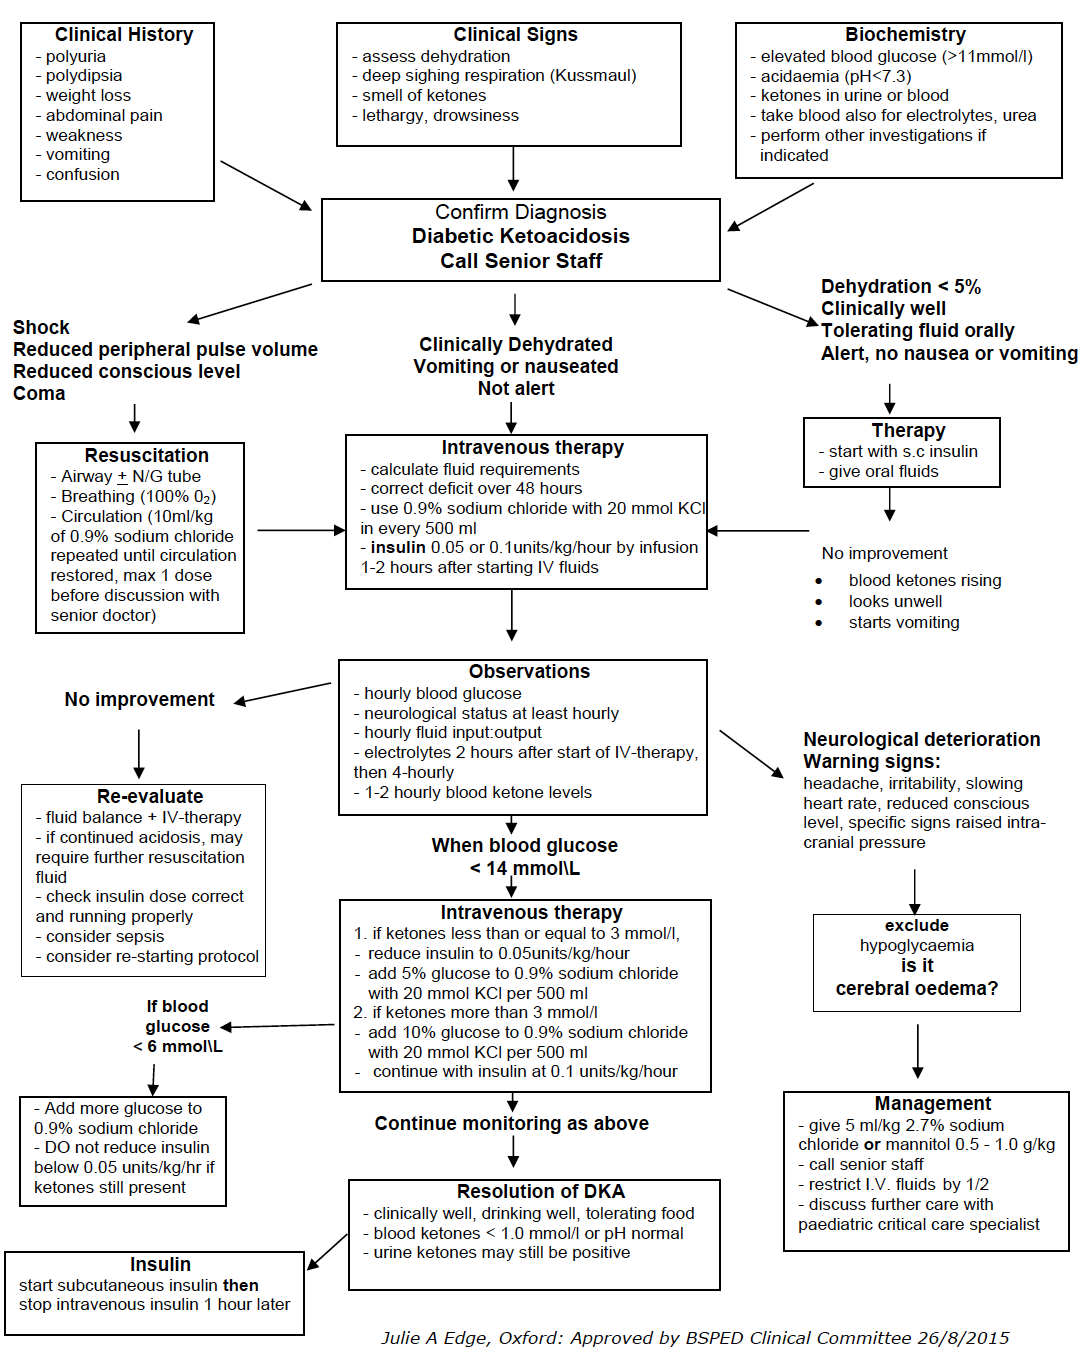 Clinical History
- polyuria
- polydipsia
- weight loss
- abdominal pain
- weakness
- vomiting
- confusion
Clinical Signs
- assess dehydration
- deep sighing respiration (Kussmaul)
- smell of ketones
- lethargy, drowsiness
Biochemistry
- elevated blood glucose (>11mmol/l)
- acidaemia (pH<7.3)
- ketones in urine or blood
- take blood also for electrolytes, urea
- perform other investigations if
indicated
Confirm Diagnosis
Diabetic Ketoacidosis
Call Senior Staff
Shock
Reduced peripheral pulse volume
Reduced conscious level
Coma
Clinically Dehydrated
Vomiting or nauseated
Not alert
Dehydration < 5%
Clinically well
Tolerating fluid orally
Alert, no nausea or vomiting
Resuscitation
- Airway ± N/G tube
- Breathing (100% 0₂)
- Circulation (10ml/kg
of 0.9% sodium chloride
repeated until circulation
restored, max 1 dose
before discussion with
senior doctor)
Intravenous therapy
- calculate fluid requirements
- correct deficit over 48 hours
- use 0.9% sodium chloride with 20 mmol KCl
in every 500 ml
- insulin 0.05 or 0.1units/kg/hour by infusion
1-2 hours after starting IV fluids
Therapy
- start with s.c insulin
- give oral fluids
No improvement
• blood ketones rising
• looks unwell
• starts vomiting
Observations
- hourly blood glucose
- neurological status at least hourly
- hourly fluid input:output
- electrolytes 2 hours after start of IV-therapy,
then 4-hourly
- 1-2 hourly blood ketone levels
No improvement
Re-evaluate
- fluid balance + IV-therapy
- if continued acidosis, may
require further resuscitation
fluid
- check insulin dose correct
and running properly
- consider sepsis
- consider re-starting protocol
Neurological deterioration
Warning signs:
headache, irritability, slowing
heart rate, reduced conscious
level, specific signs raised intra-
cranial pressure
When blood glucose
< 14 mmol\L
Intravenous therapy
1. if ketones less than or equal to 3 mmol/l,
- reduce insulin to 0.05units/kg/hour
- add 5% glucose to 0.9% sodium chloride
with 20 mmol KCl per 500 ml
2. if ketones more than 3 mmol/l
- add 10% glucose to 0.9% sodium chloride
with 20 mmol KCl per 500 ml
- continue with insulin at 0.1 units/kg/hour
exclude
hypoglycaemia
is it
cerebral oedema?
If blood
glucose
< 6 mmol\L
- Add more glucose to
0.9% sodium chloride
- DO not reduce insulin
below 0.05 units/kg/hr if
ketones still present
Continue monitoring as above
Management
- give 5 ml/kg 2.7% sodium
chloride or mannitol 0.5 - 1.0 g/kg
- call senior staff
- restrict I.V. fluids by 1/2
- discuss further care with
paediatric critical care specialist
Resolution of DKA
- clinically well, drinking well, tolerating food
- blood ketones < 1.0 mmol/l or pH normal
- urine ketones may still be positive
Insulin
start subcutaneous insulin then
stop intravenous insulin 1 hour later
Julie A Edge, Oxford: Approved by BSPED Clinical Committee 26/8/2015